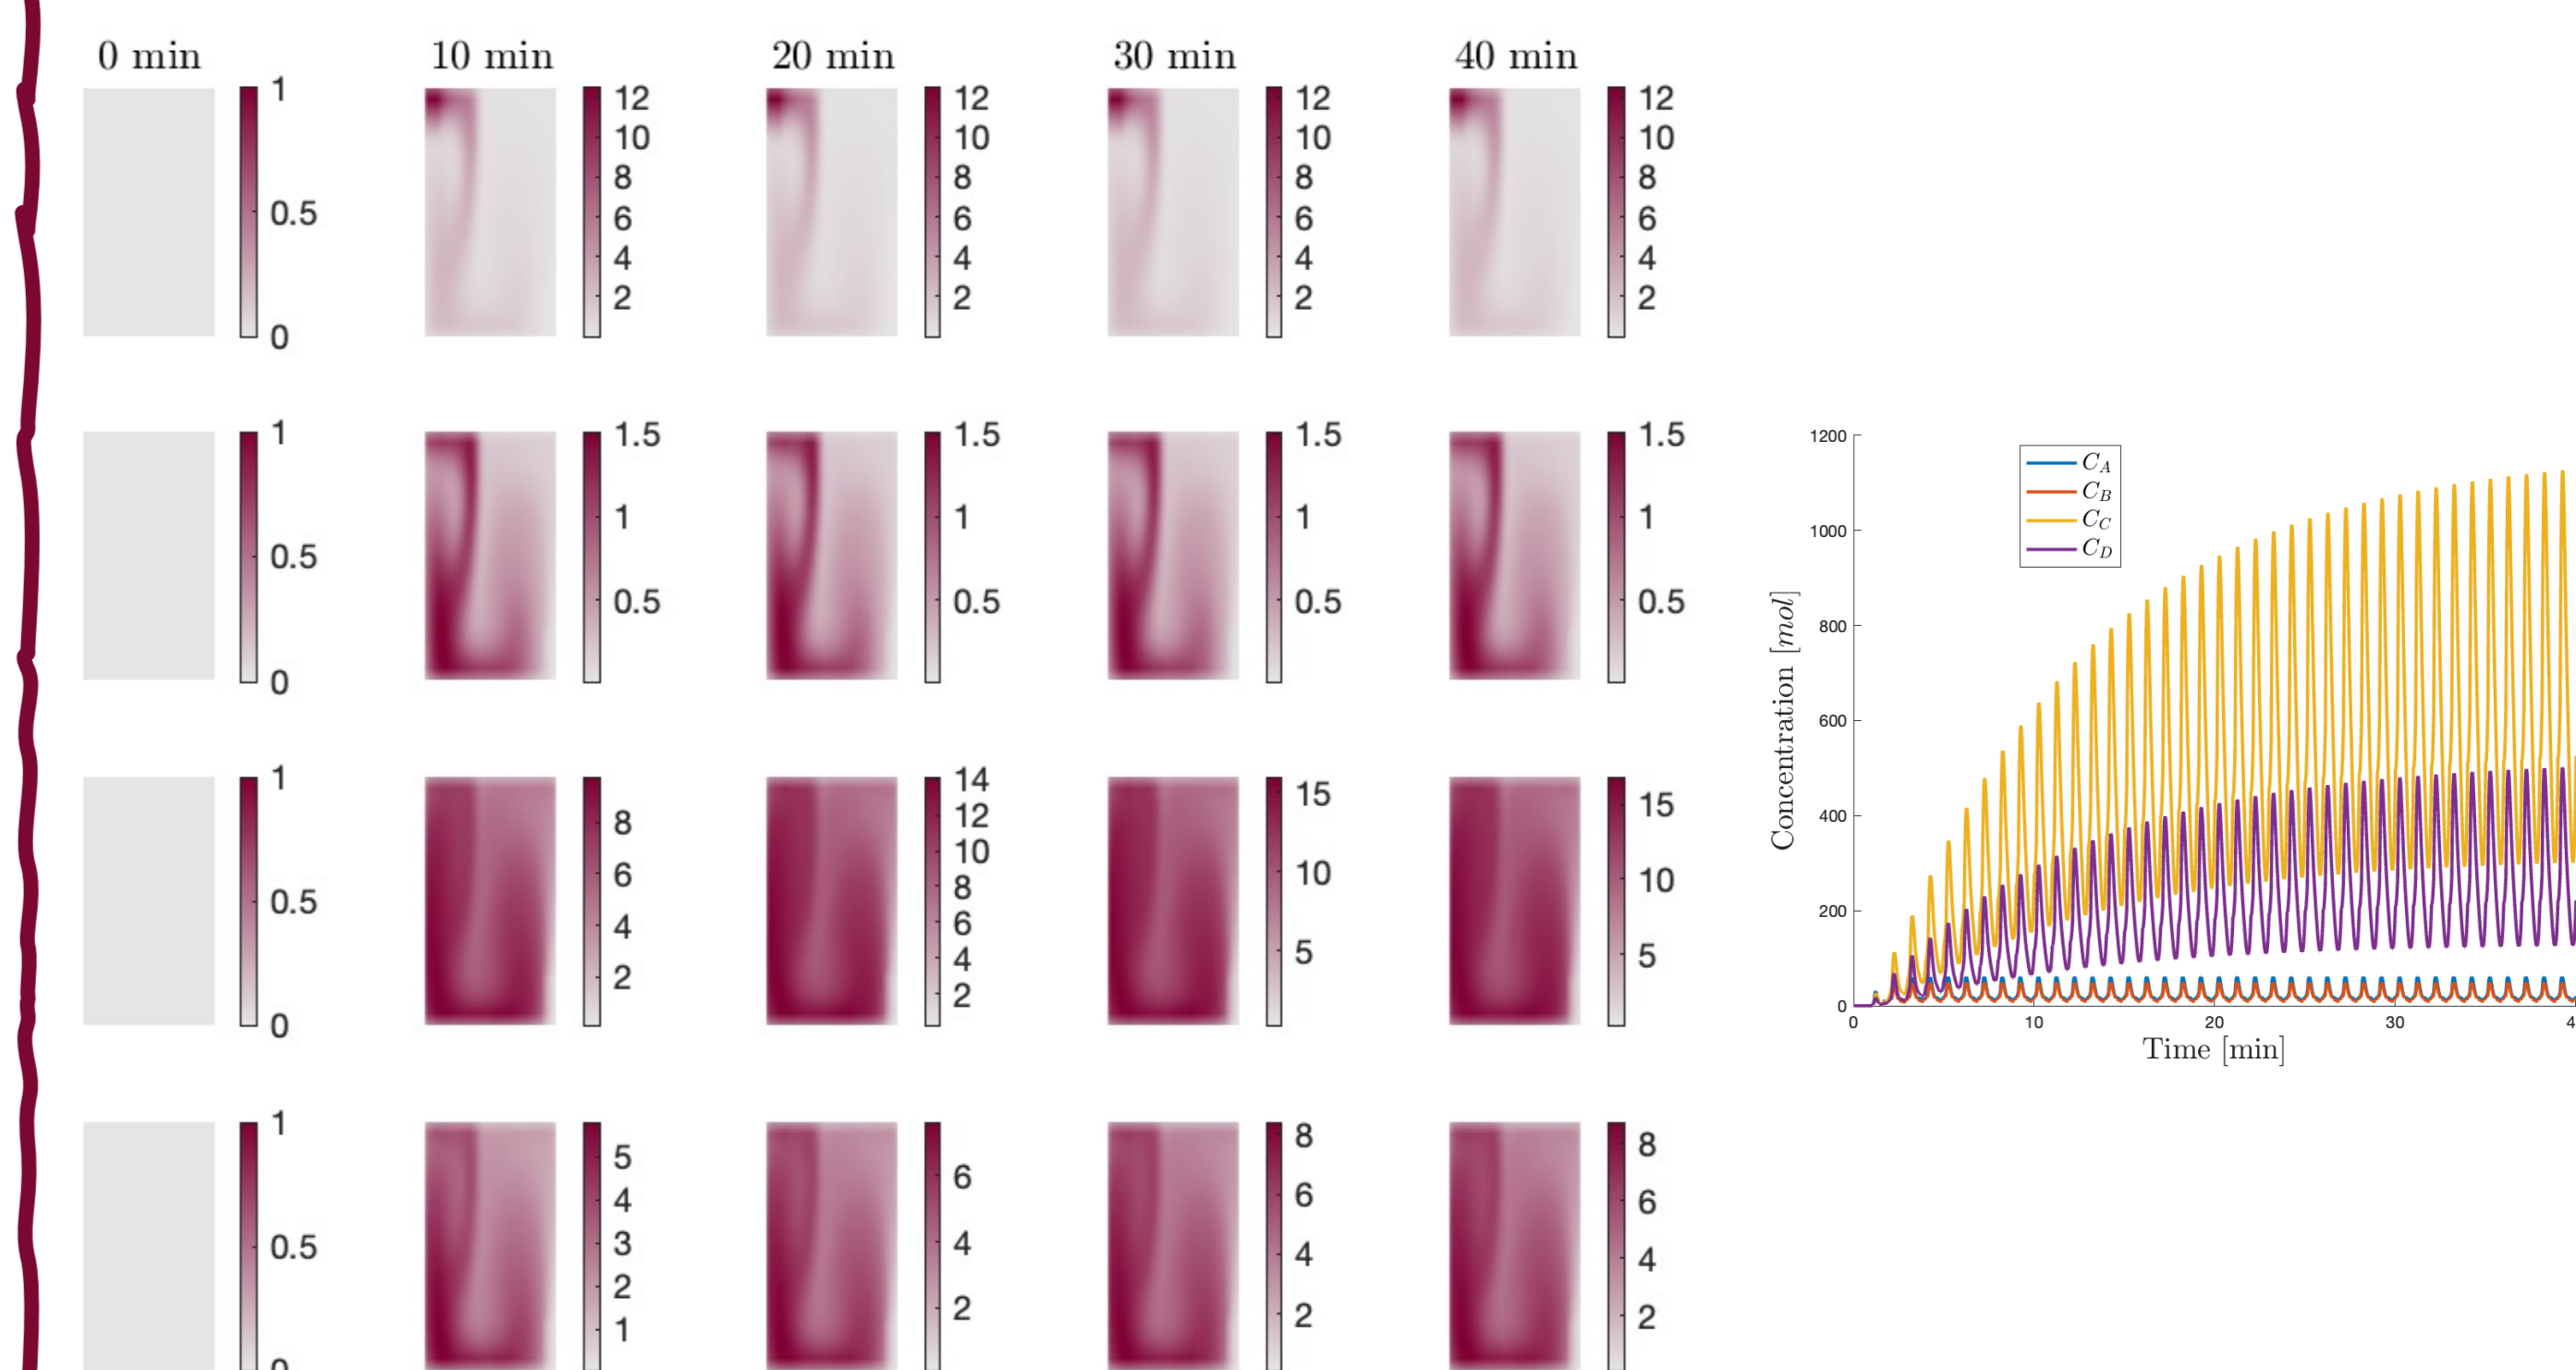 0 min 10 min 20 min 30 min 40 min
1 12 12 12 12
10 10 10 10
8 8 8 8
0.5 6 6 6 6
4 4 4 4
2 2 2 2
0
1 1.5 1.5 1.5 1.5
1 1 1 1
0.5 0.5 0.5 0.5 0.5
0
1 8 14 15 15
12
6 10 10 10
0.5 8
4 6 5 5
4
2 2
0
1 5 6 8 8
4 6 6
0.5 3 4 4 4
2
1 2 2 2
Concentration [mol]
1200
1000
800
600
400
200
0
C_A
C_B
C_C
C_D
0 10 20 30 4
Time [min]